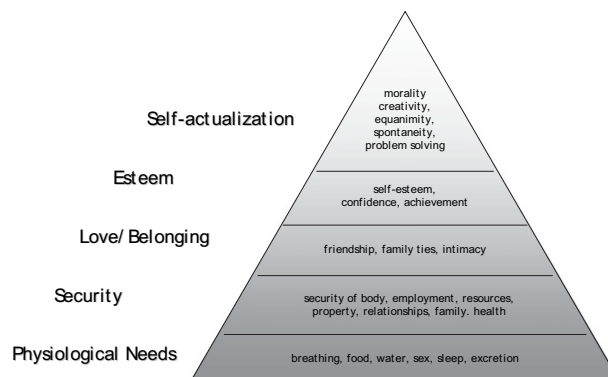 morality
creativity,
equanimity,
spontaneity,
problem solving
Self-actualization
Esteem
self-esteem,
confidence, achievement
Love/ Belonging
friendship, family ties, intimacy
Security
security of body, employment, resources,
property, relationships, family. health
Physiological Needs
breathing, food, water, sex, sleep, excretion